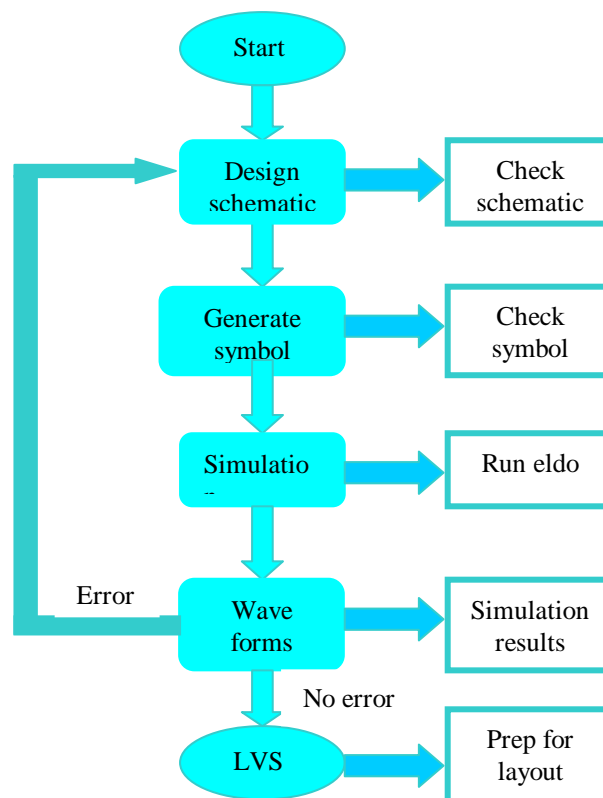 Start
Design
schematic
Check
schematic
Generate
symbol
Check
symbol
Simulatio
Run eldo
Error
Wave
forms
Simulation
results
No error
LVS
Prep for
layout